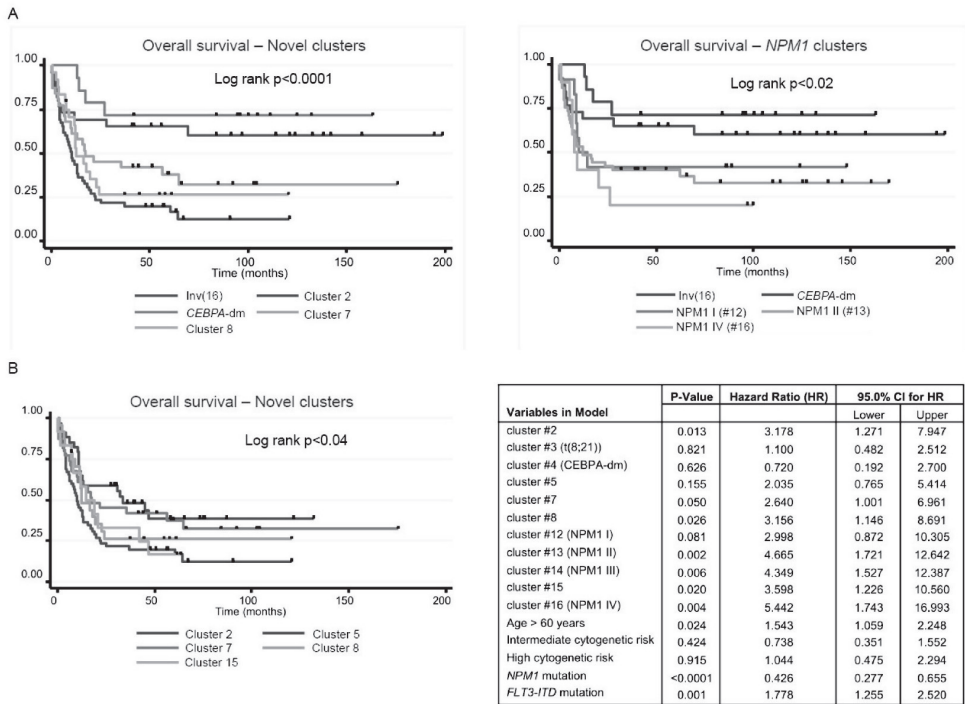 A
Overall survival – Novel clusters
Log rank p<0.0001
1.00
0.75
0.50
0.25
0.00
0
50
100
150
200
Time (months)
Inv(16)
Cluster 2
CEBPA-dm
Cluster 7
Cluster 8
Overall survival – NPM1 clusters
Log rank p<0.02
1.00
0.75
0.50
0.25
0.00
0
50
100
150
200
Time (months)
Inv(16)
CEBPA-dm
NPM1 I (#12)
NPM1 II (#13)
NPM1 IV (#16)
B
Overall survival – Novel clusters
Log rank p<0.04
1.00
0.75
0.50
0.25
0.00
0
50
100
150
200
Time (months)
Cluster 2
Cluster 5
Cluster 7
Cluster 8
Cluster 15
Variables in Model P-Value Hazard Ratio (HR) 95.0% CI for HR
Lower Upper
cluster #2 0.013 3.178 1.271 7.947
cluster #3 (t(8;21)) 0.821 1.100 0.482 2.512
cluster #4 (CEBPA-dm) 0.626 0.720 0.192 2.700
cluster #5 0.155 2.035 0.765 5.414
cluster #7 0.050 2.640 1.001 6.961
cluster #8 0.026 3.156 1.146 8.691
cluster #12 (NPM1 I) 0.081 2.998 0.872 10.305
cluster #13 (NPM1 II) 0.002 4.665 1.721 12.642
cluster #14 (NPM1 III) 0.006 4.349 1.527 12.387
cluster #15 0.020 3.598 1.226 10.560
cluster #16 (NPM1 IV) 0.004 5.442 1.743 16.993
Age > 60 years 0.024 1.543 1.059 2.248
Intermediate cytogenetic risk 0.424 0.738 0.351 1.552
High cytogenetic risk 0.915 1.044 0.475 2.294
NPM1 mutation <0.0001 0.426 0.277 0.655
FLT3-ITD mutation 0.001 1.778 1.255 2.520